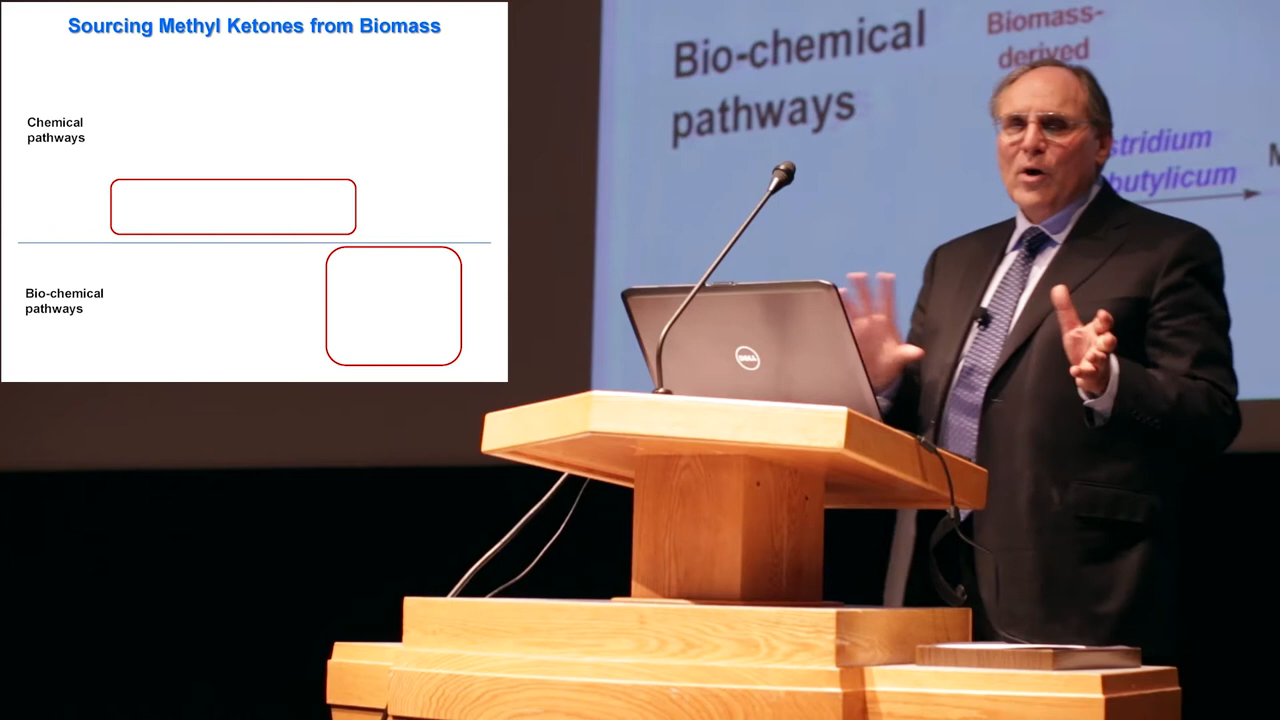 Sourcing Methyl Ketones from Biomass
Chemical
pathways
Bio-chemical
pathways
Bio-chemical
pathways
Biomass-
derived
stridium
butylicum
M
DELL